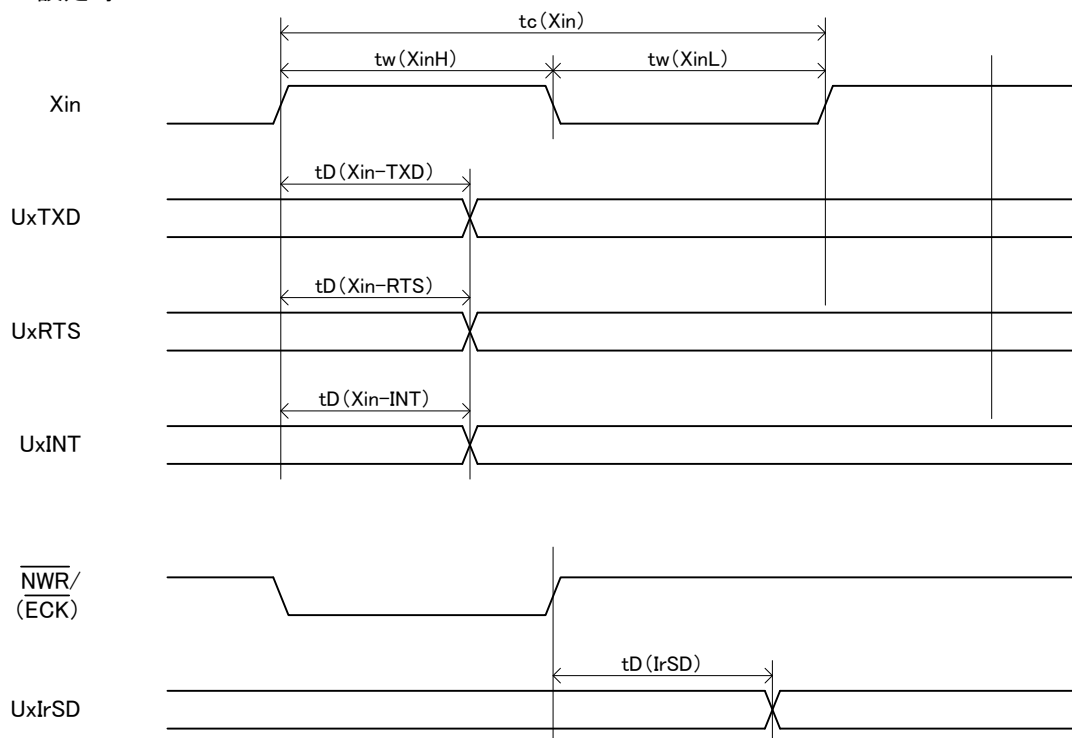 tc(Xin)
tw(XinH) tw(XinL)
Xin
tD(Xin-TXD)
UxTXD
tD(Xin-RTS)
UxRTS
tD(Xin-INT)
UxINT
NWR/
(ECK)
tD(IrSD)
UxIrSD